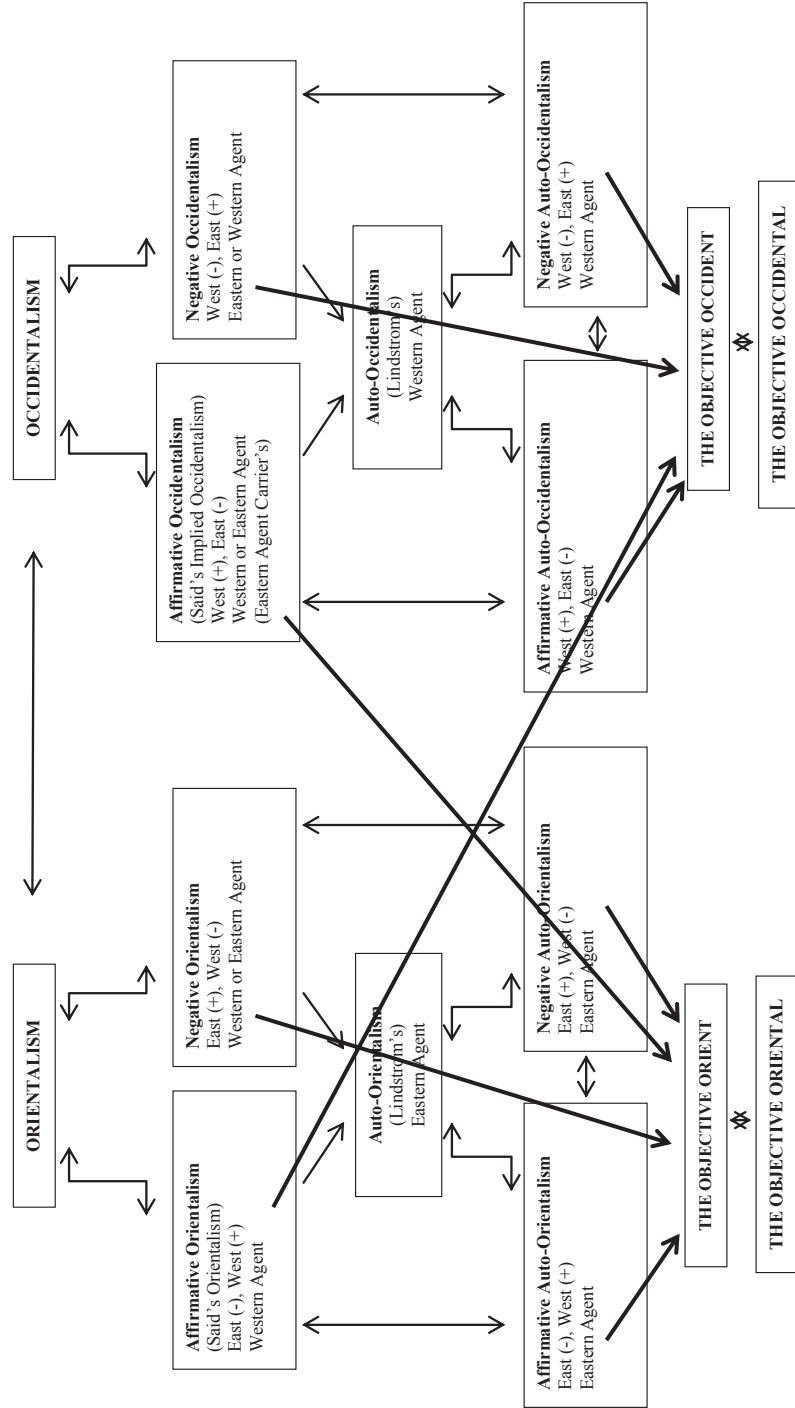 ORIENTALISM
OCCIDENTALISM
Affirmative Orientalism
(Said's Orientalism)
East (-), West (+)
Western Agent
Negative Orientalism
East (+), West (-)
Western or Eastern Agent
Affirmative Occidentalism
(Said's Implied Occidentalism)
West (+), East (-)
Western or Eastern Agent
(Eastern Agent Carrier's)
Negative Occidentalism
West (-), East (+)
Eastern or Western Agent
Auto-Orientalism
(Lindstrom's)
Eastern Agent
Auto-Occidentalism
(Lindstrom's)
Western Agent
Affirmative Auto-Orientalism
East (-), West (+)
Eastern Agent
Negative Auto-Orientalism
East (+), West (-)
Eastern Agent
Affirmative Auto-Occidentalism
West (+), East (-)
Western Agent
Negative Auto-Occidentalism
West (-), East (+)
Western Agent
THE OBJECTIVE ORIENT
THE OBJECTIVE OCCIDENT
THE OBJECTIVE ORIENTAL
THE OBJECTIVE OCCIDENTAL